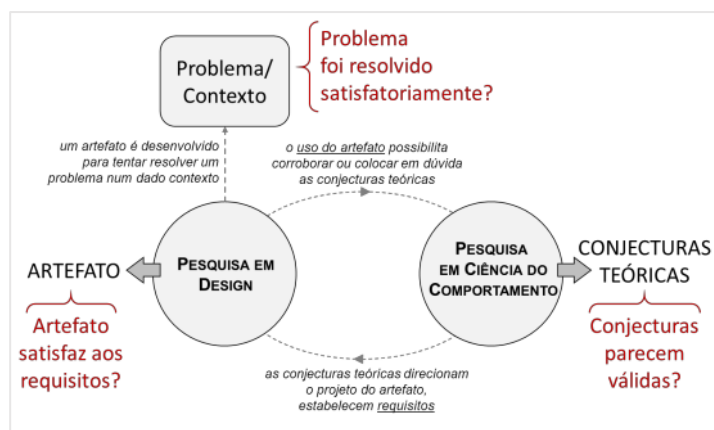 Problema/
Contexto
Problema
foi resolvido
satisfatoriamente?
um artefato é desenvolvido
para tentar resolver um
problema num dado contexto
o uso do artefato possibilita
corroborar ou colocar em dúvida
as conjecturas teóricas
ARTEFATO
PESQUISA EM
DESIGN
PESQUISA
EM CIÊNCIA DO
COMPORTAMENTO
CONJECTURAS
TEÓRICAS
Artefato
satisfaz aos
requisitos?
Conjecturas
parecem
válidas?
as conjecturas teóricas direcionam
o projeto do artefato,
estabelecem requisitos